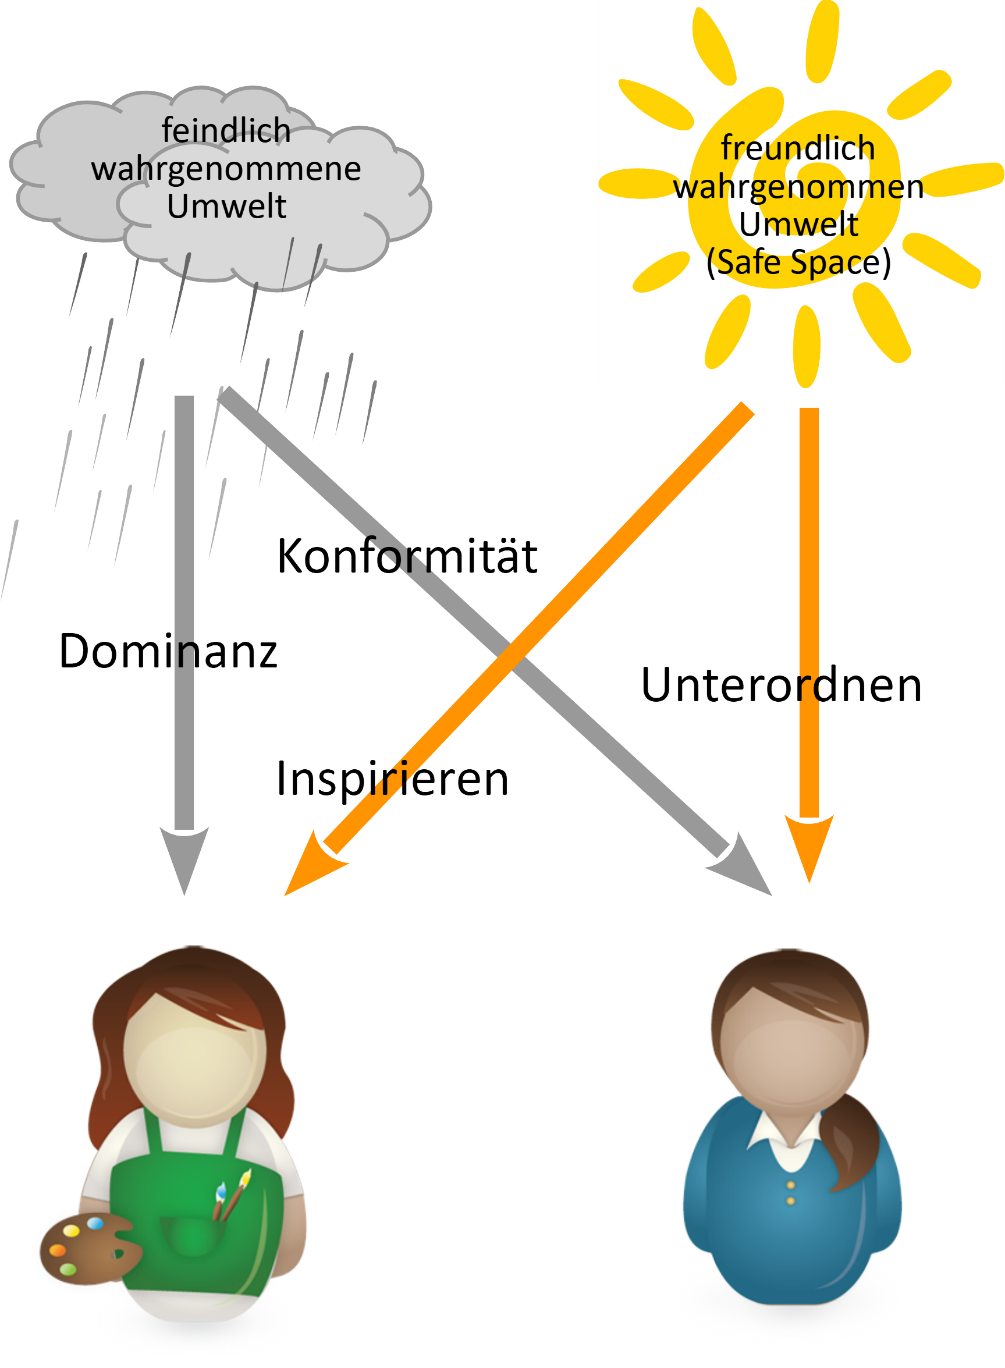 feindlich
wahrgenommene
Umwelt
freundlich
wahrgenommen
Umwelt
(Safe Space)
Konformität
Dominanz
Unterordnen
Inspirieren